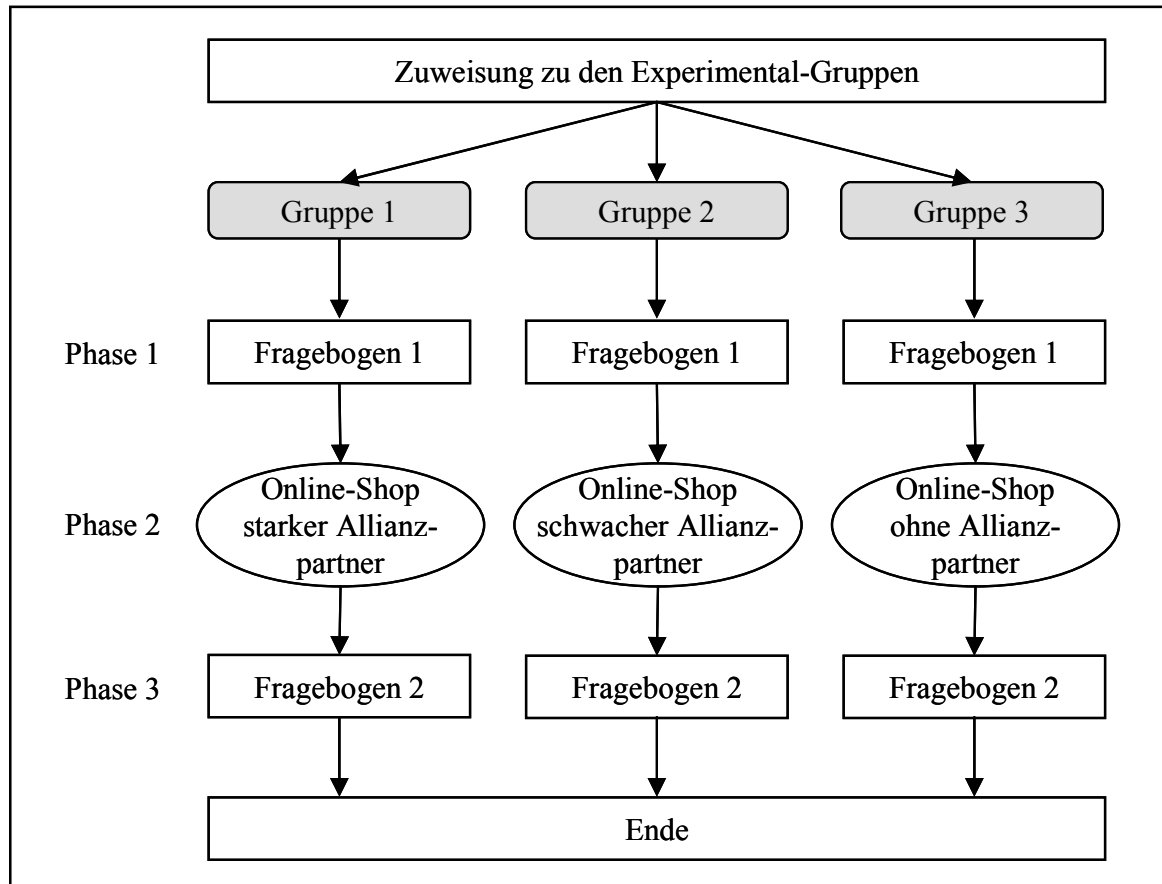 Zuweisung zu den Experimental-Gruppen
Gruppe 1
Gruppe 2
Gruppe 3
Phase 1
Fragebogen 1
Fragebogen 1
Fragebogen 1
Phase 2
Online-Shop
starker Allianz-
partner
Online-Shop
schwacher Allianz-
partner
Online-Shop
ohne Allianz-
partner
Phase 3
Fragebogen 2
Fragebogen 2
Fragebogen 2
Ende